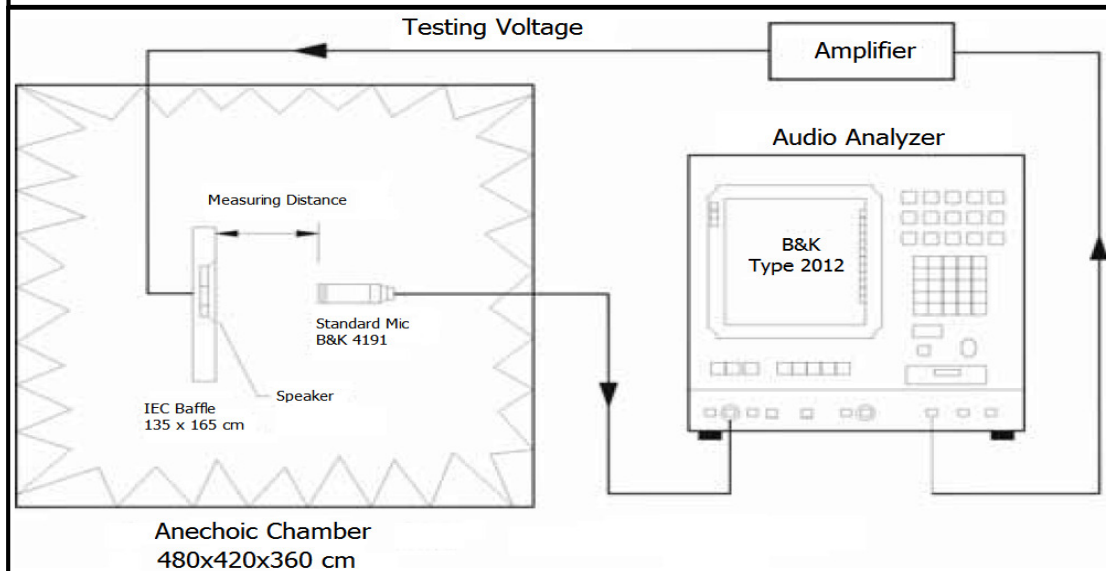 Testing Voltage
Amplifier
Audio Analyzer
Measuring Distance
B&K
Type 2012
Standard Mic
B&K 4191
Speaker
IEC Baffle
135 x 165 cm
Anechoic Chamber
480x420x360 cm